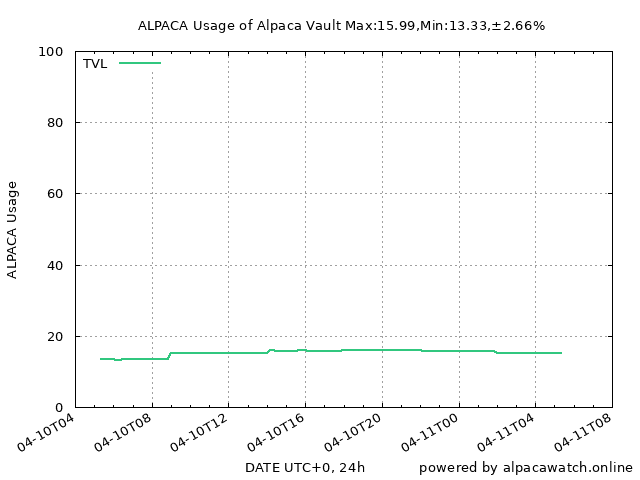 ALPACA Usage of Alpaca Vault Max:15.99,Min:13.33,±2.66%
TVL
ALPACA Usage
100
80
60
40
20
0
04-10T04
04-10T08
04-10T12
04-10T16
04-10T20
04-11T00
04-11T04
04-11T08
DATE UTC+0, 24h
powered by alpacawatch.online